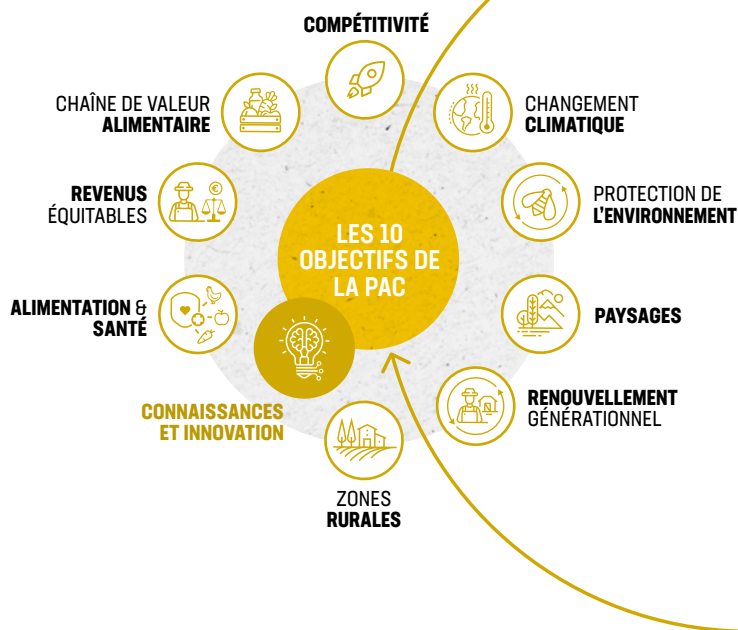 COMPÉTITIVITÉ
CHAÎNE DE VALEUR
ALIMENTAIRE
CHANGEMENT
CLIMATIQUE
REVENUS
ÉQUITABLES
PROTECTION DE
L'ENVIRONNEMENT
LES 10
OBJECTIFS DE
LA PAC
ALIMENTATION &
SANTÉ
PAYSAGES
RENOUVELLEMENT
GÉNÉRATIONNEL
CONNAISSANCES
ET INNOVATION
ZONES
RURALES